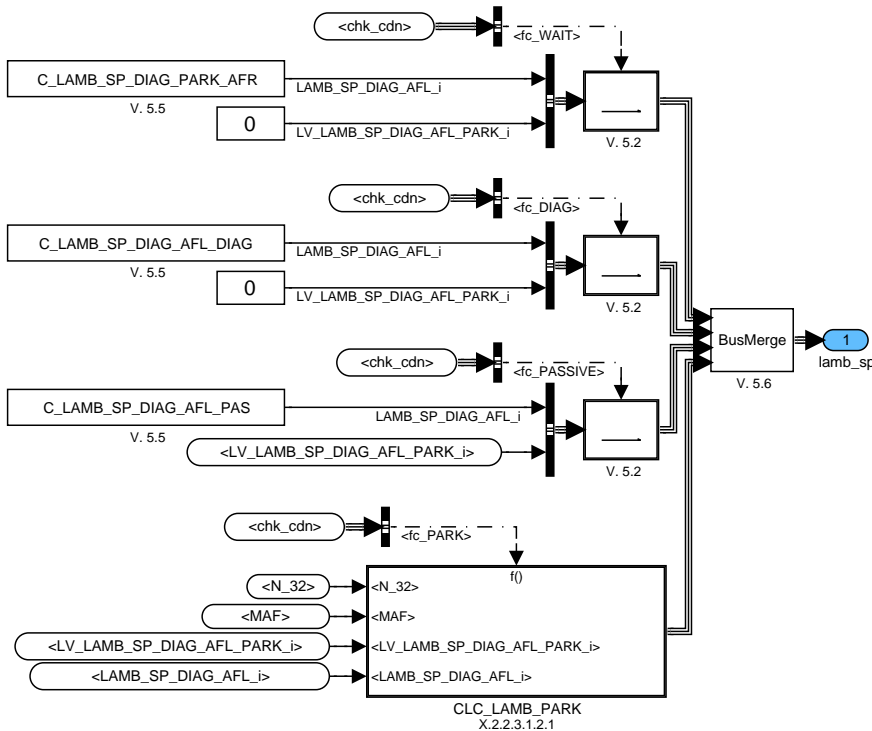 <chk_cdn>
<fc_WAIT>
C_LAMB_SP_DIAG_PARK_AFR
LAMB_SP_DIAG_AFL_i
V. 5.5
0
LV_LAMB_SP_DIAG_AFL_PARK_i
V. 5.2
<chk_cdn>
<fc_DIAG>
C_LAMB_SP_DIAG_AFL_DIAG
LAMB_SP_DIAG_AFL_i
V. 5.5
0
LV_LAMB_SP_DIAG_AFL_PARK_i
V. 5.2
BusMerge
1
lamb_sp
V. 5.6
<chk_cdn>
<fc_PASSIVE>
C_LAMB_SP_DIAG_AFL_PAS
LAMB_SP_DIAG_AFL_i
V. 5.5
<LV_LAMB_SP_DIAG_AFL_PARK_i>
V. 5.2
<chk_cdn>
<fc_PARK>
f()
<N_32>
<N_32>
<MAF>
<MAF>
<LV_LAMB_SP_DIAG_AFL_PARK_i>
<LV_LAMB_SP_DIAG_AFL_PARK_i>
<LAMB_SP_DIAG_AFL_i>
<LAMB_SP_DIAG_AFL_i>
CLC_LAMB_PARK
X.2.2.3.1.2.1